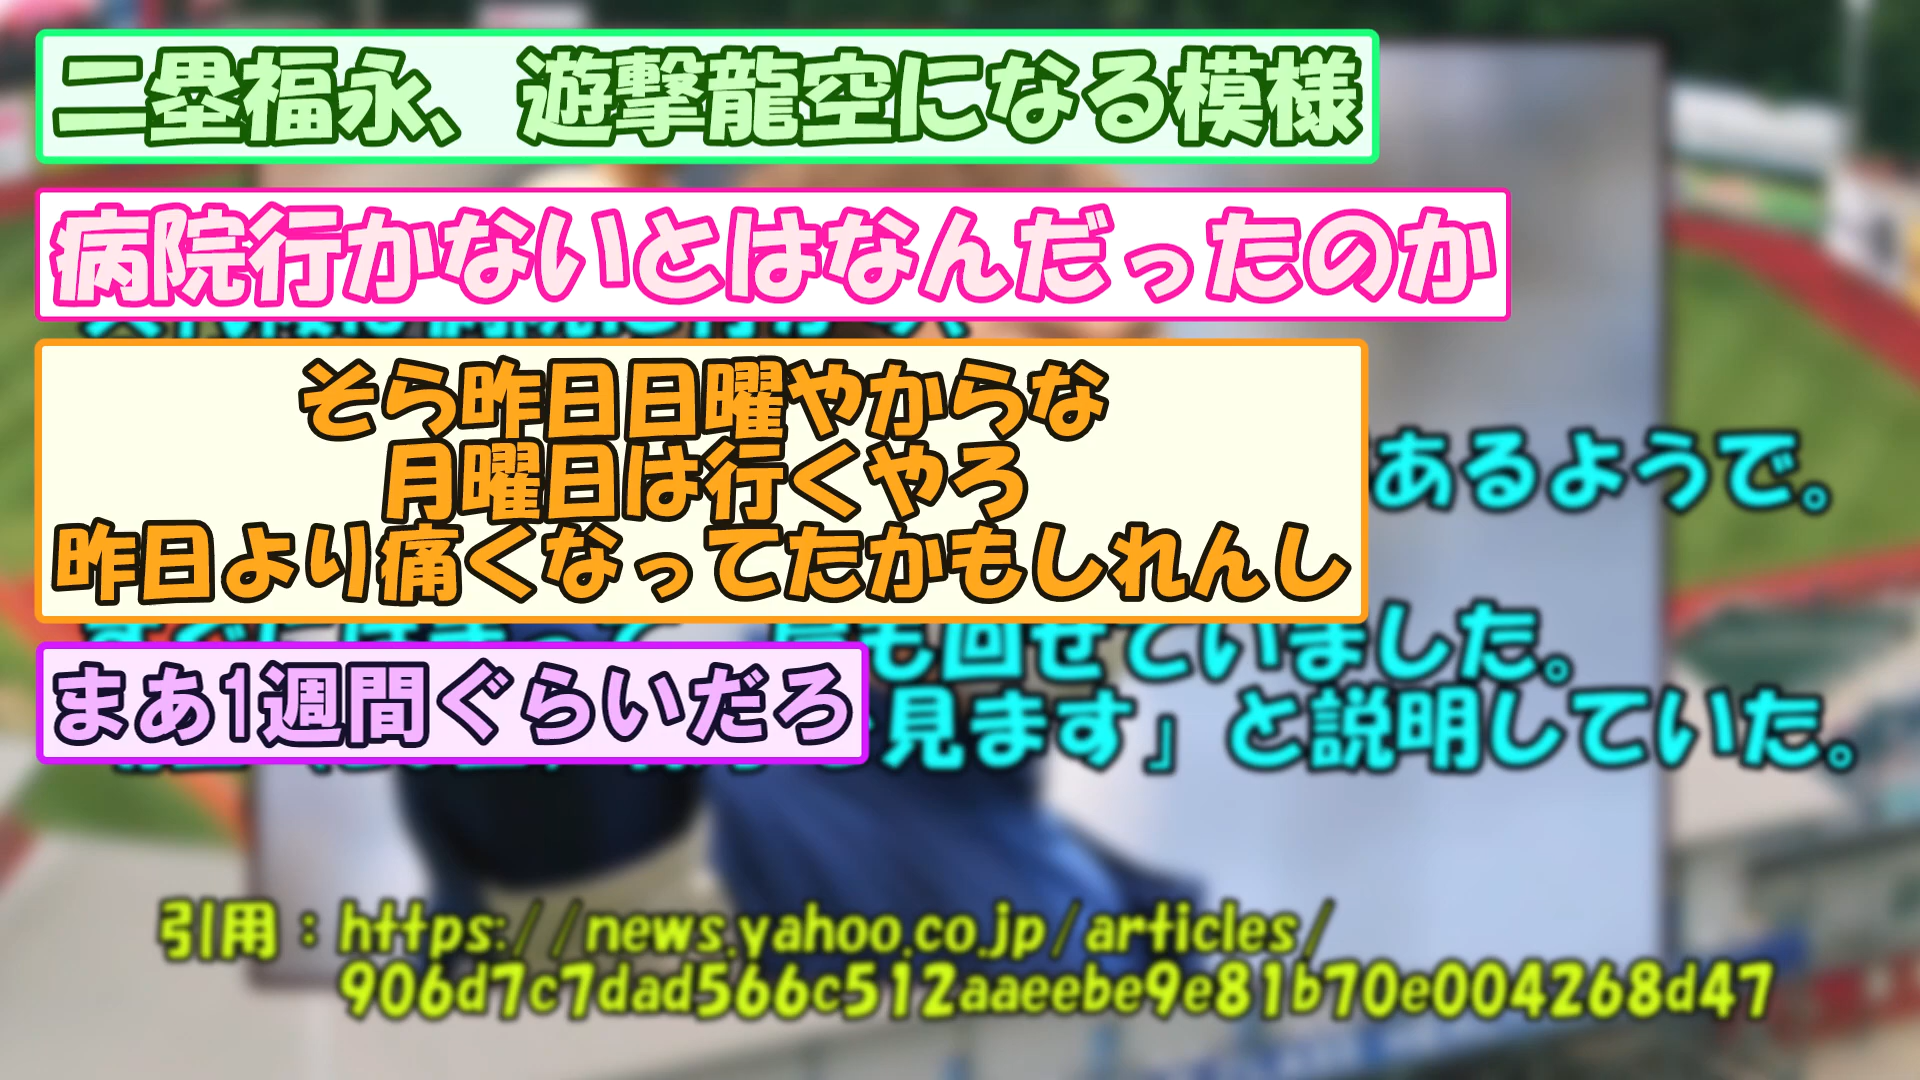 二塁福永、遊撃龍空になる模様
病院行かないとはなんだったのか
そら昨日日曜やからな
月曜日は行くやろ
昨日より痛くなってたかもしれんし
あるようで。
も回せていました。
まあ1週間ぐらいだろ
見ます」と説明していた。
引用：https://news.yahoo.co.jp/articles/
906d7c7dad566c512aaeebe9e81b70e004268d47